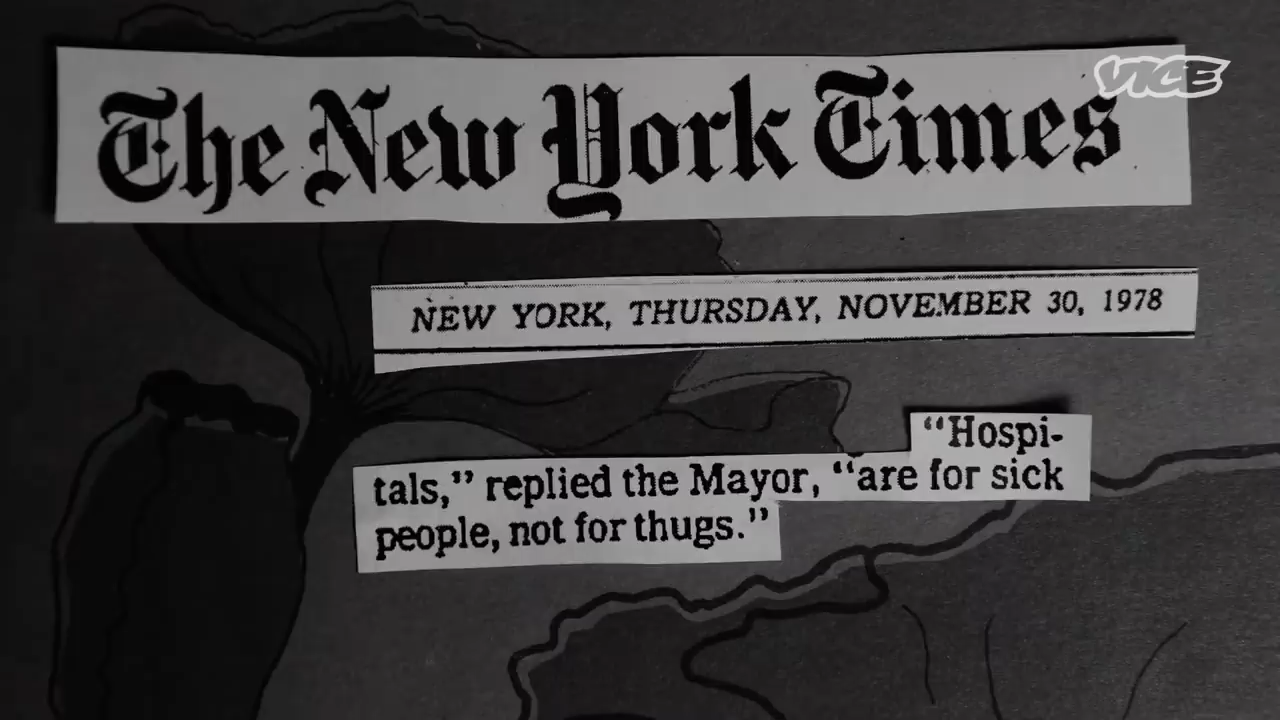 VICE
The New York Times
NEW YORK, THURSDAY, NOVEMBER 30, 1978
“Hospi-
tals,” replied the Mayor, “are for sick
people, not for thugs.”